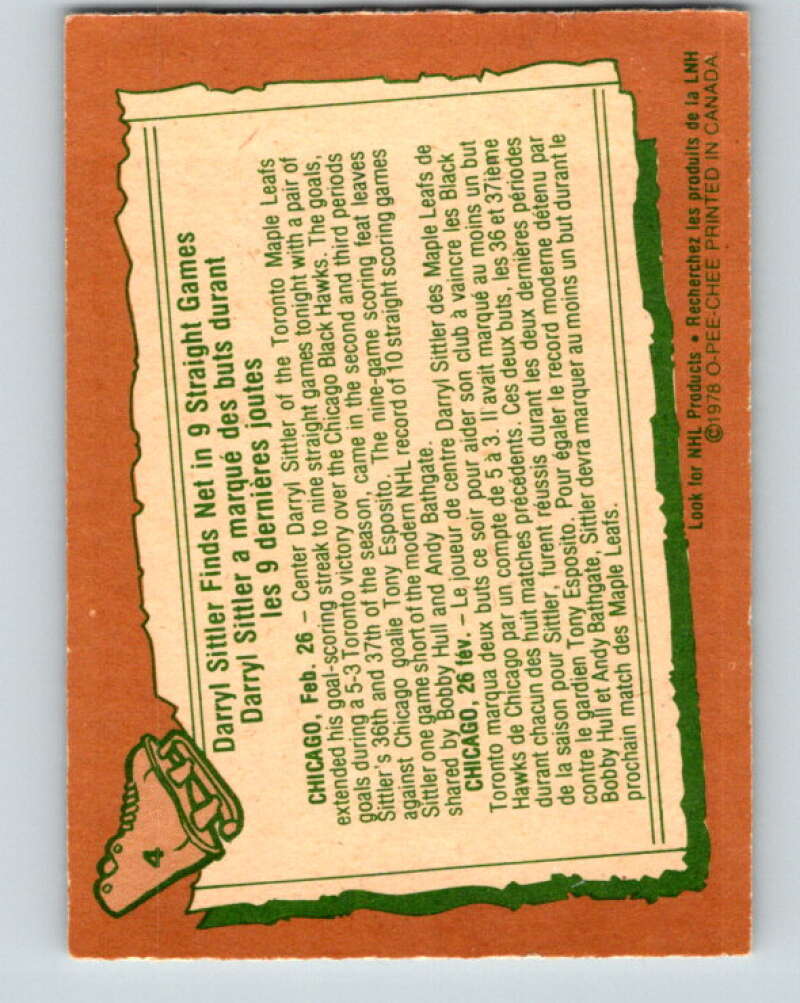 4
Darryl Sittler Finds Net in 9 Straight Games
Darryl Sittler a marqué des buts durant
les 9 dernières joutes
CHICAGO, Feb. 26 – Center Darryl Sittler of the Toronto Maple Leafs
extended his goal-scoring streak to nine straight games tonight with a pair of
goals during a 5-3 Toronto victory over the Chicago Black Hawks. The goals,
Sittler's 36th and 37th of the season, came in the second and third periods
against Chicago goalie Tony Esposito. The nine-game scoring feat leaves
Sittler one game short of the modern NHL record of 10 straight scoring games
shared by Bobby Hull and Andy Bathgate.
CHICAGO, 26 fév. – Le joueur de centre Darryl Sittler des Maple Leafs de
Toronto marqua deux buts ce soir pour aider son club à vaincre les Black
Hawks de Chicago par un compte de 5 à 3. Il avait marqué au moins un but
durant chacun des huit matches précédents. Ces deux buts, les 36 et 37ième
de la saison pour Sittler, furent réussis durant les deux dernières périodes
contre le gardien Tony Esposito. Pour égaler le record moderne détenu par
Bobby Hull et Andy Bathgate, Sittler devra marquer au moins un but durant le
prochain match des Maple Leafs.
Look for NHL Products • Recherchez les produits de la LNH
©1978 O-PEE-CHEE PRINTED IN CANADA.